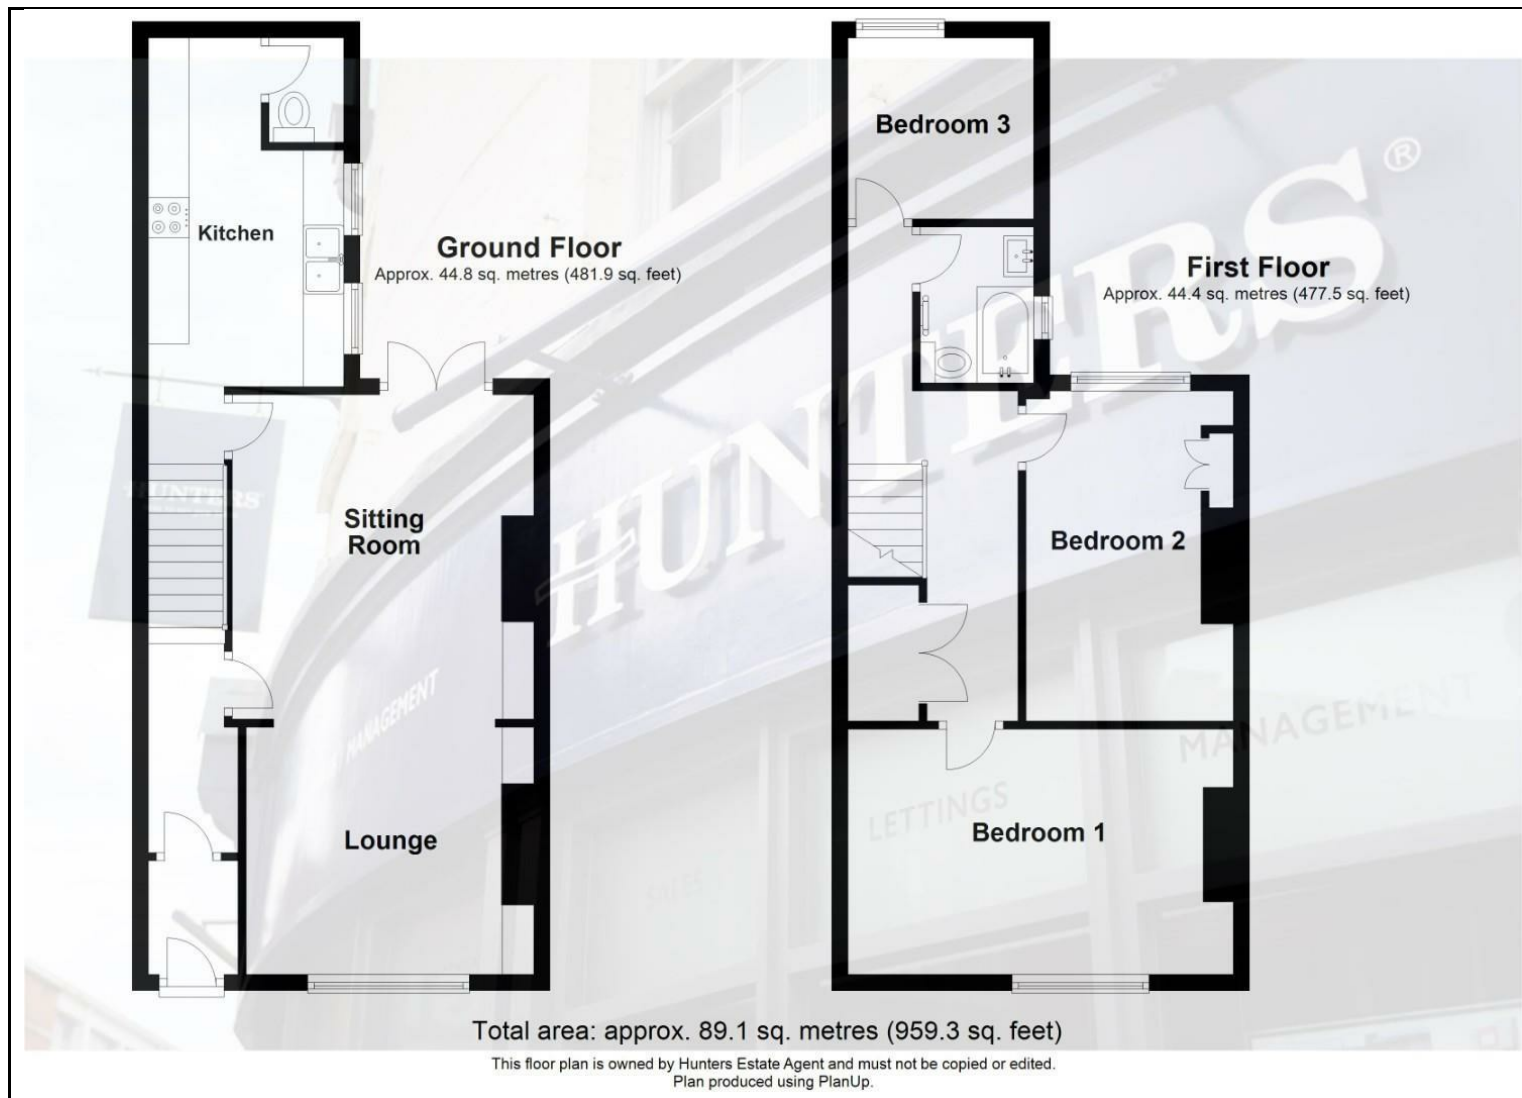 Bedroom 3
Kitchen
Ground Floor
Approx. 44.8 sq. metres (481.9 sq. feet)
First Floor
Approx. 44.4 sq. metres (477.5 sq. feet)
HUNTERS®
HUNTERS
Sitting
Room
Bedroom 2
MANAGEMENT
MANAGEMENT
LETTINGS
SALES
Lounge
Bedroom 1
Total area: approx. 89.1 sq. metres (959.3 sq. feet)
This floor plan is owned by Hunters Estate Agent and must not be copied or edited.
Plan produced using PlanUp.